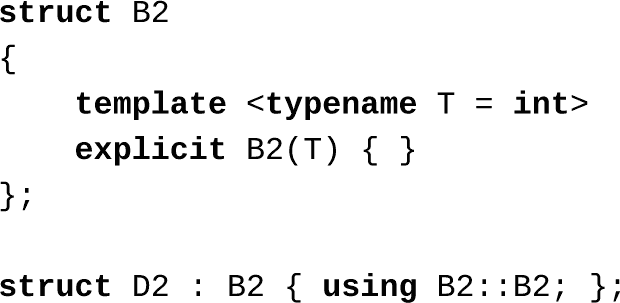 struct B2
{
    template <typename T = int>
    explicit B2(T) { }
};

struct D2 : B2 { using B2::B2; };